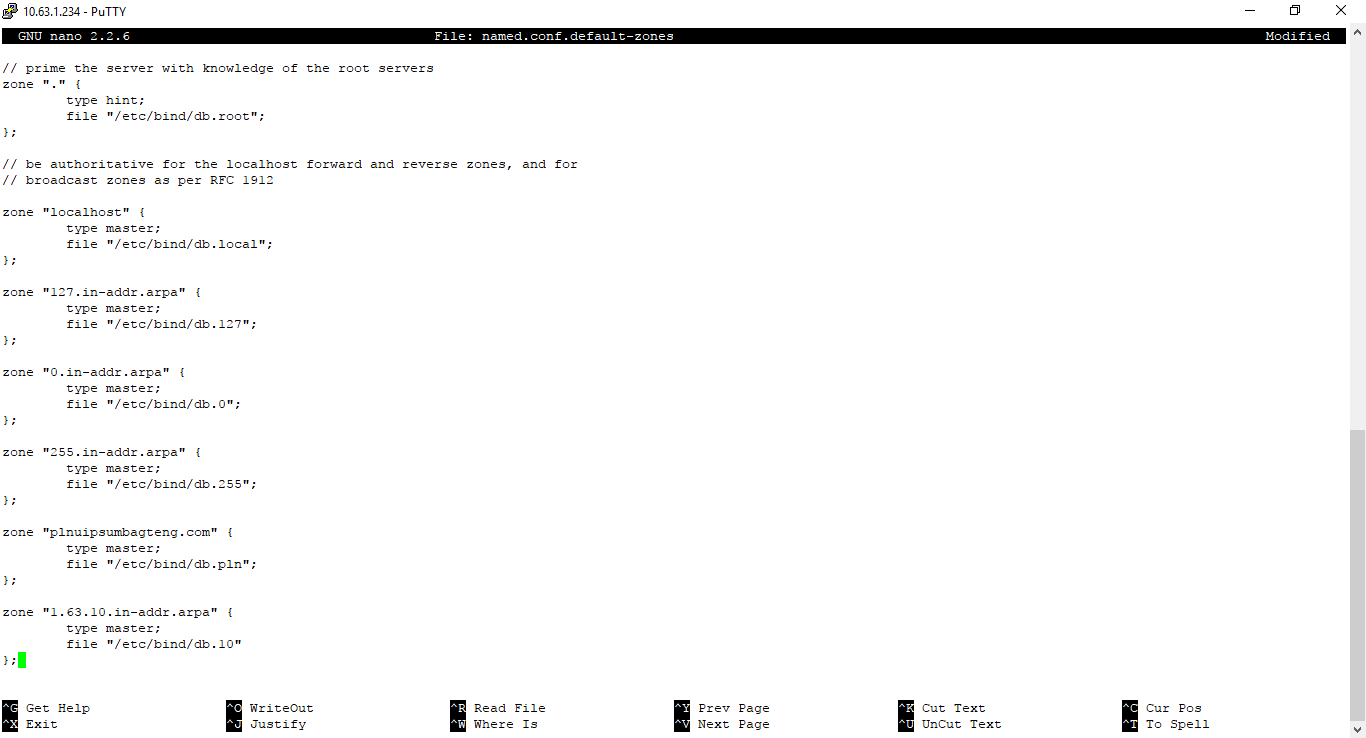 10.63.1.234 - PuTTY
GNU nano 2.2.6 File: named.conf.default-zones Modified
// prime the server with knowledge of the root servers
zone "." {
type hint;
file "/etc/bind/db.root";
};
// be authoritative for the localhost forward and reverse zones, and for
// broadcast zones as per RFC 1912
zone "localhost" {
type master;
file "/etc/bind/db.local";
};
zone "127.in-addr.arpa" {
type master;
file "/etc/bind/db.127";
};
zone "0.in-addr.arpa" {
type master;
file "/etc/bind/db.0";
};
zone "255.in-addr.arpa" {
type master;
file "/etc/bind/db.255";
};
zone "plnuipsumbagteng.com" {
type master;
file "/etc/bind/db.pln";
};
zone "1.63.10.in-addr.arpa" {
type master;
file "/etc/bind/db.10"
};
^G Get Help ^O WriteOut ^R Read File ^Y Prev Page ^K Cut Text ^C Cur Pos
^X Exit ^J Justify ^W Where Is ^V Next Page ^U UnCut Text ^T To Spell